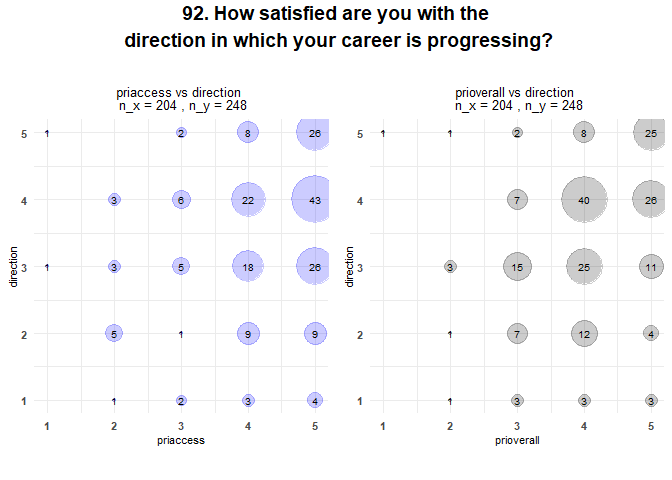 92. How satisfied are you with the
direction in which your career is progressing?
priaccess vs direction
n_x = 204 , n_y = 248
direction
5 1 2 8 26
4 3 6 22 43
3 1 3 5 18 26
2 5 1 9 9
1 1 2 3 4
1 2 3 4 5
priaccess
prioverall vs direction
n_x = 204 , n_y = 248
direction
5 1 1 2 8 25
4 7 40 26
3 3 15 25 11
2 1 7 12 4
1 1 3 3 3
1 2 3 4 5
prioverall